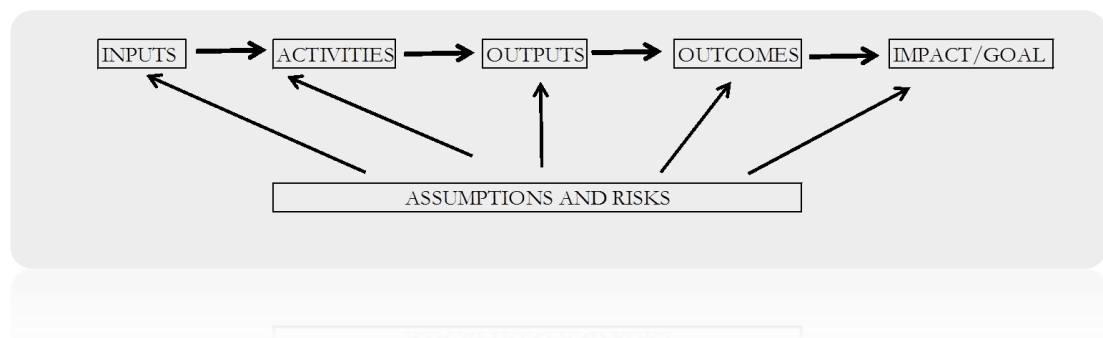 INPUTS ACTIVITIES OUTPUTS OUTCOMES IMPACT/GOAL
ASSUMPTIONS AND RISKS